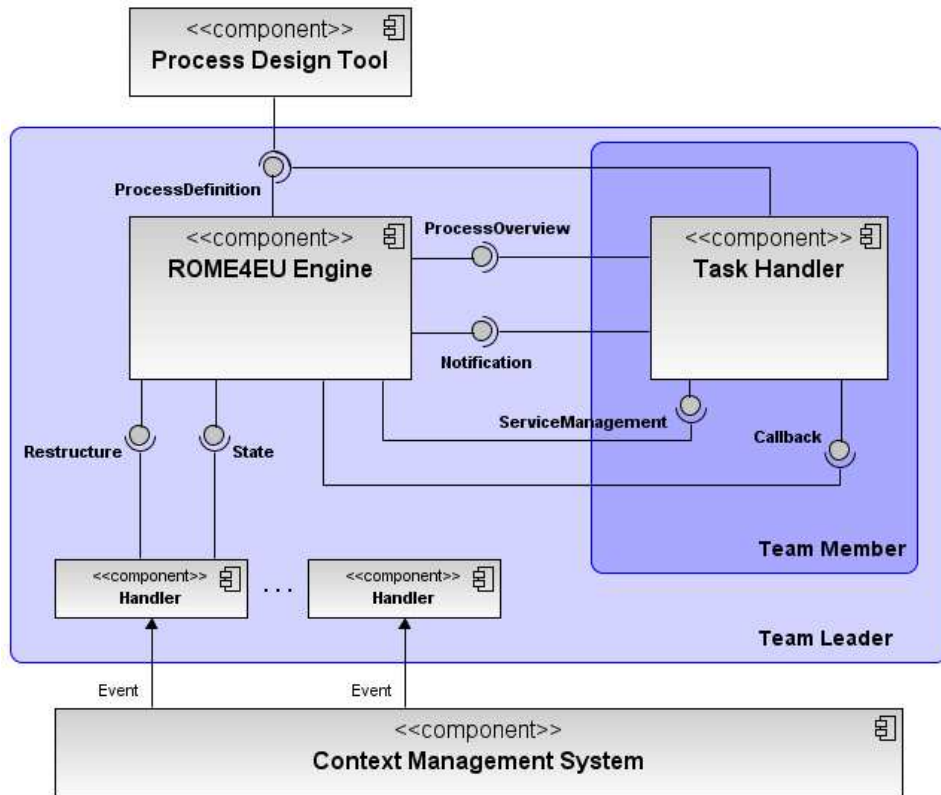 <<component>>
Process Design Tool
ProcessDefinition
<<component>>
ROME4EU Engine
ProcessOverview
<<component>>
Task Handler
Notification
ServiceManagement
Callback
Restructure
State
Team Member
<<component>>
Handler
. . .
<<component>>
Handler
Team Leader
Event
Event
<<component>>
Context Management System